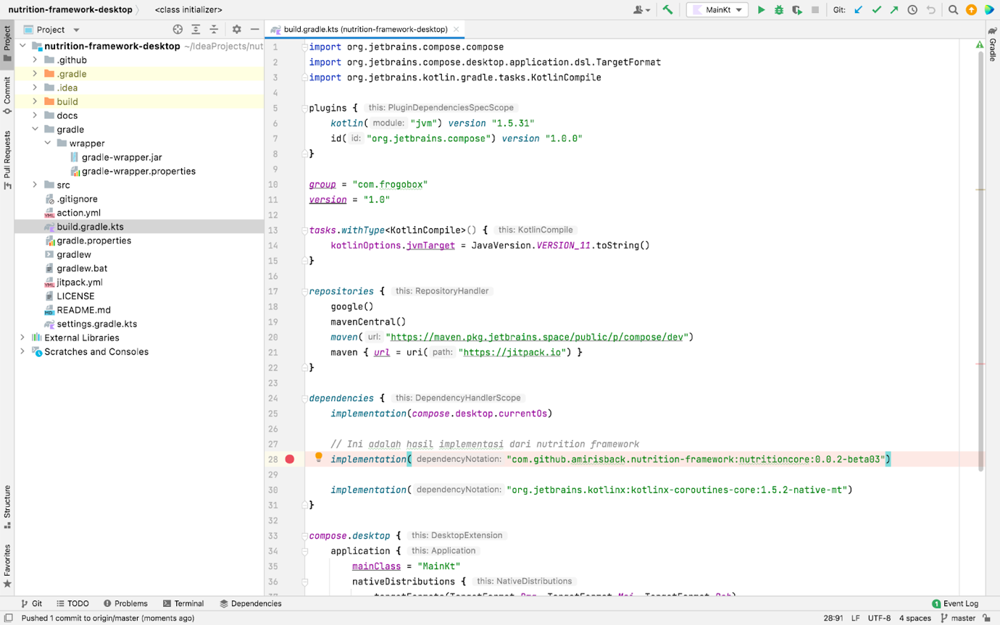 nutrition-framework-desktop <class initializer>
MainKt
Git:
Project
build.gradle.kts (nutrition-framework-desktop)
Project
Commit
Pull Requests
Structure
Favorites
Gradle
nutrition-framework-desktop ~/IdeaProjects/nut
.github
.gradle
.idea
build
docs
gradle
wrapper
gradle-wrapper.jar
gradle-wrapper.properties
src
.gitignore
action.yml
build.gradle.kts
gradle.properties
gradlew
gradlew.bat
jitpack.yml
LICENSE
README.md
settings.gradle.kts
External Libraries
Scratches and Consoles
1 import org.jetbrains.compose.compose
2 import org.jetbrains.compose.desktop.application.dsl.TargetFormat
3 import org.jetbrains.kotlin.gradle.tasks.KotlinCompile
4
5 plugins { this: PluginDependenciesSpecScope
6 kotlin( module: "jvm") version "1.5.31"
7 id( id: "org.jetbrains.compose") version "1.0.0"
8 }
9
10 group = "com.frogobox"
11 version = "1.0"
12
13 tasks.withType<KotlinCompile>() { this: KotlinCompile
14 kotlinOptions.jvmTarget = JavaVersion.VERSION_11.toString()
15 }
16
17 repositories { this: RepositoryHandler
18 google()
19 mavenCentral()
20 maven( url: "https://maven.pkg.jetbrains.space/public/p/compose/dev")
21 maven { url = uri( path: "https://jitpack.io") }
22 }
23
24 dependencies { this: DependencyHandlerScope
25 implementation(compose.desktop.currentOs)
26
27 // Ini adalah hasil implementasi dari nutrition framework
28 implementation( dependencyNotation: "com.github.amirisback.nutrition-framework:nutritioncore:0.0.2-beta03")
29
30 implementation( dependencyNotation: "org.jetbrains.kotlinx:kotlinx-coroutines-core:1.5.2-native-mt")
31 }
32
33 compose.desktop { this: DesktopExtension
34 application { this: Application
35 mainClass = "MainKt"
36 nativeDistributions { this: NativeDistributions
targetFormats(TargetFormat.Dmg, TargetFormat.Msi, TargetFormat.Deb)
Git TODO Problems Terminal Dependencies 1 Event Log
Pushed 1 commit to origin/master (moments ago) 28:91 LF UTF-8 4 spaces master